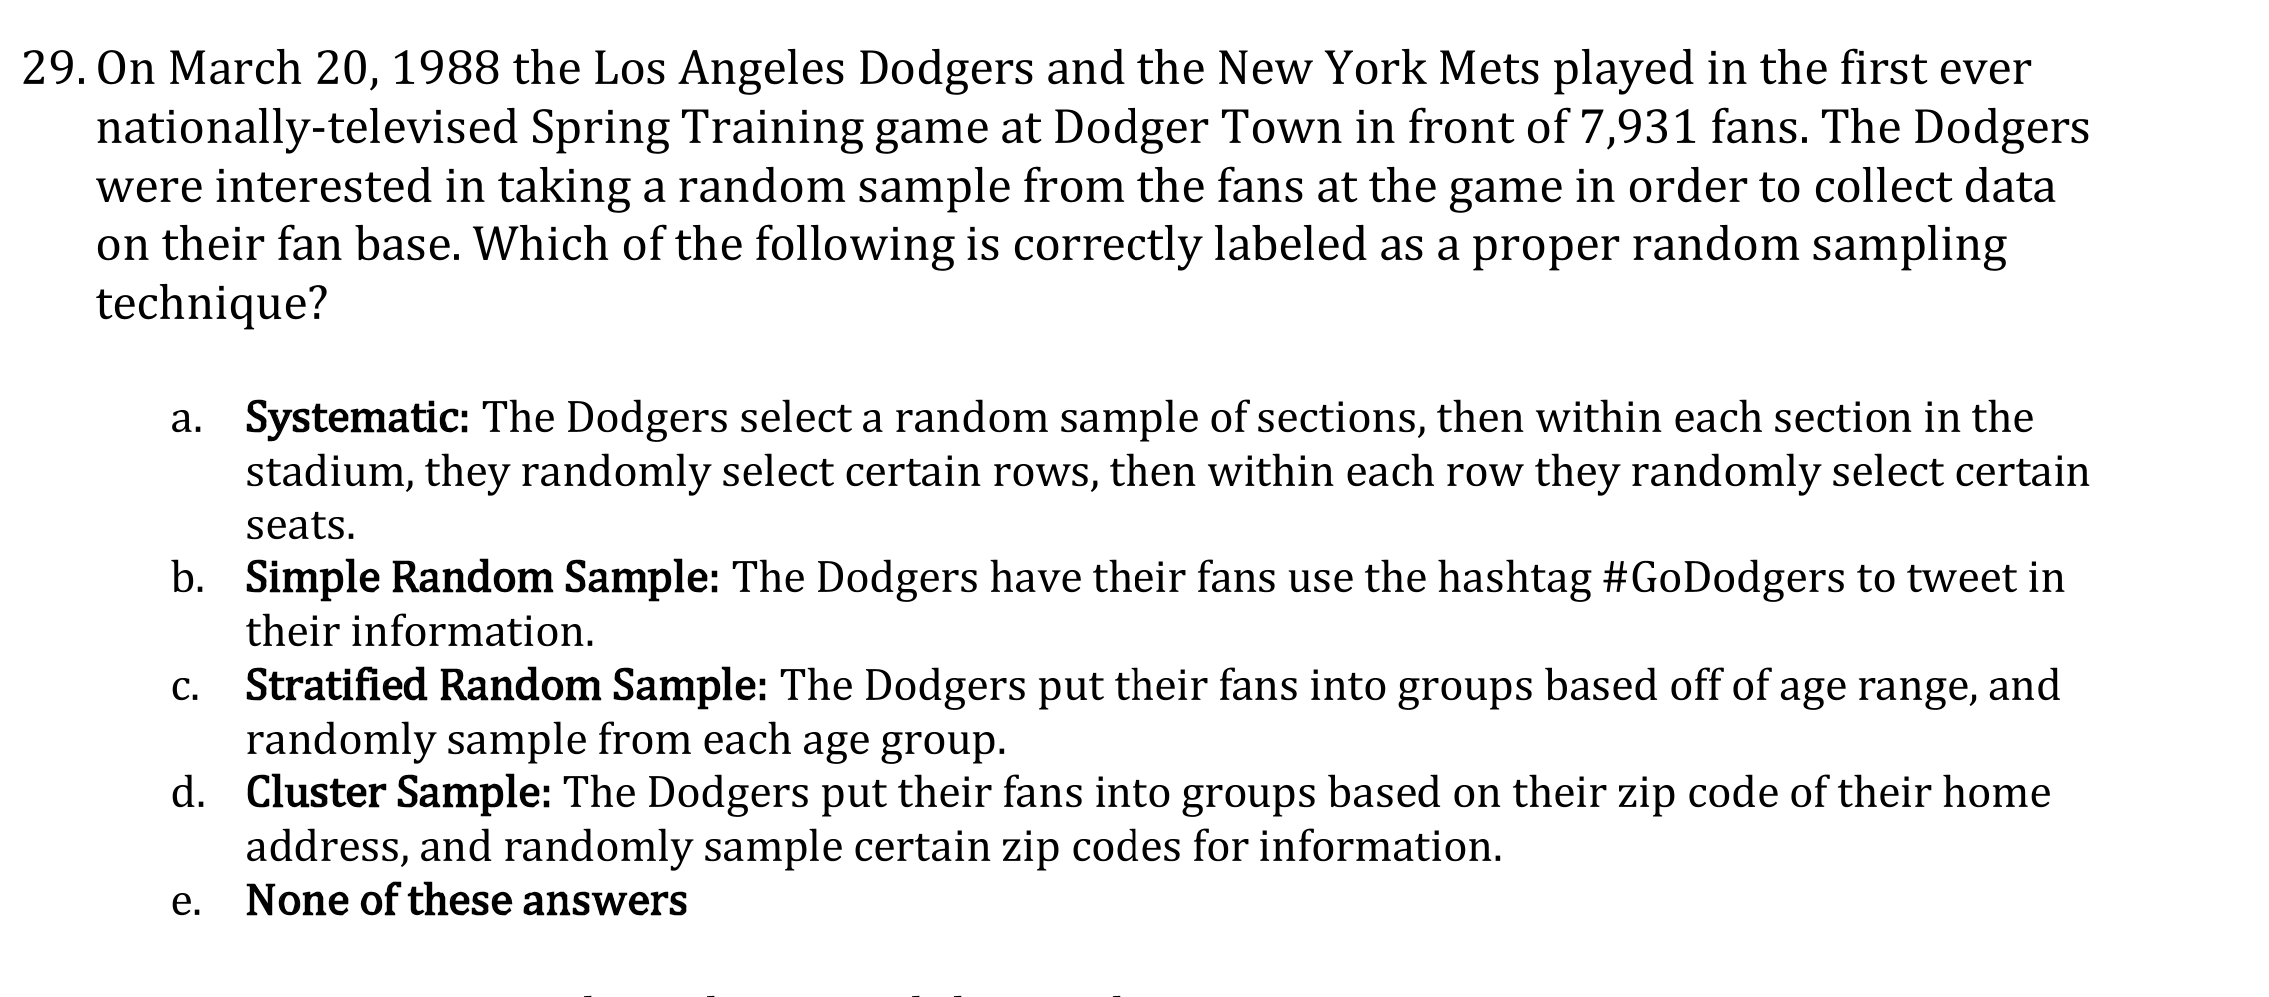 29. On March 20, 1988 the Los Angeles Dodgers and the New York Mets played in the first ever
nationally-televised Spring Training game at Dodger Town in front of 7,931 fans. The Dodgers
were interested in taking a random sample from the fans at the game in order to collect data
on their fan base. Which of the following is correctly labeled as a proper random sampling
technique?
a. Systematic: The Dodgers select a random sample of sections, then within each section in the
stadium, they randomly select certain rows, then within each row they randomly select certain
seats.
b. Simple Random Sample: The Dodgers have their fans use the hashtag #GoDodgers to tweet in
their information.
c. Stratified Random Sample: The Dodgers put their fans into groups based off of age range, and
randomly sample from each age group.
d. Cluster Sample: The Dodgers put their fans into groups based on their zip code of their home
address, and randomly sample certain zip codes for information.
e. None of these answers